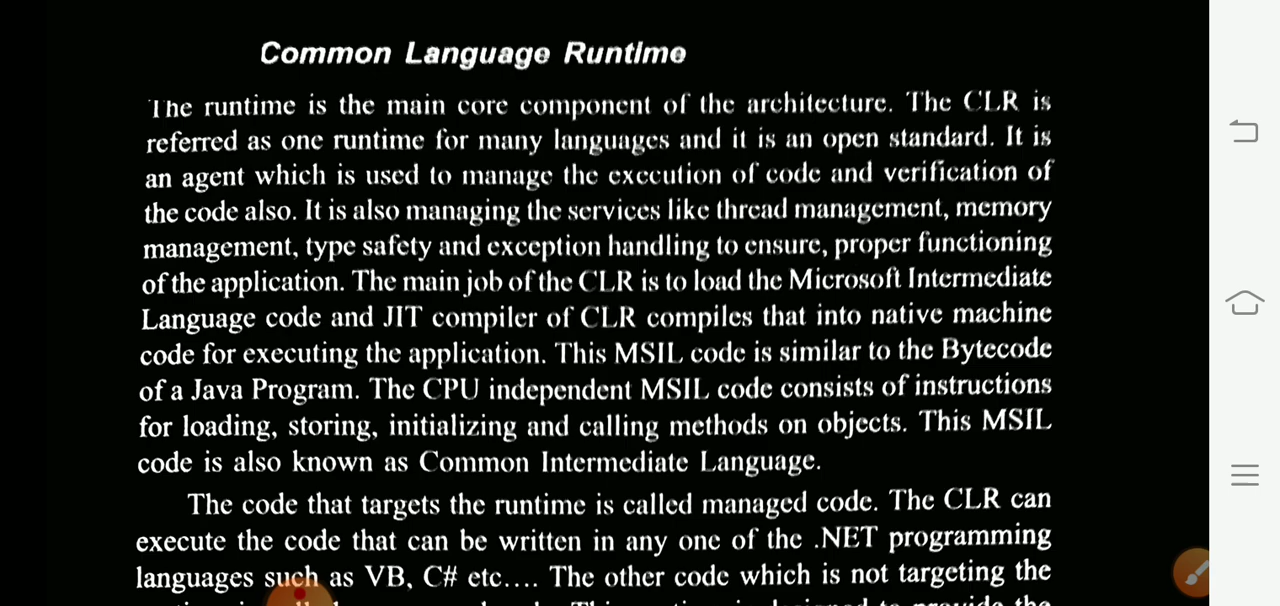 Common Language Runtime
The runtime is the main core component of the architecture. The CLR is
referred as one runtime for many languages and it is an open standard. It is
an agent which is used to manage the execution of code and verification of
the code also. It is also managing the services like thread management, memory
management, type safety and exception handling to ensure, proper functioning
of the application. The main job of the CLR is to load the Microsoft Intermediate
Language code and JIT compiler of CLR compiles that into native machine
code for executing the application. This MSIL code is similar to the Bytecode
of a Java Program. The CPU independent MSIL code consists of instructions
for loading, storing, initializing and calling methods on objects. This MSIL
code is also known as Common Intermediate Language.
The code that targets the runtime is called managed code. The CLR can
execute the code that can be written in any one of the .NET programming
languages such as VB, C# etc.... The other code which is not targeting the